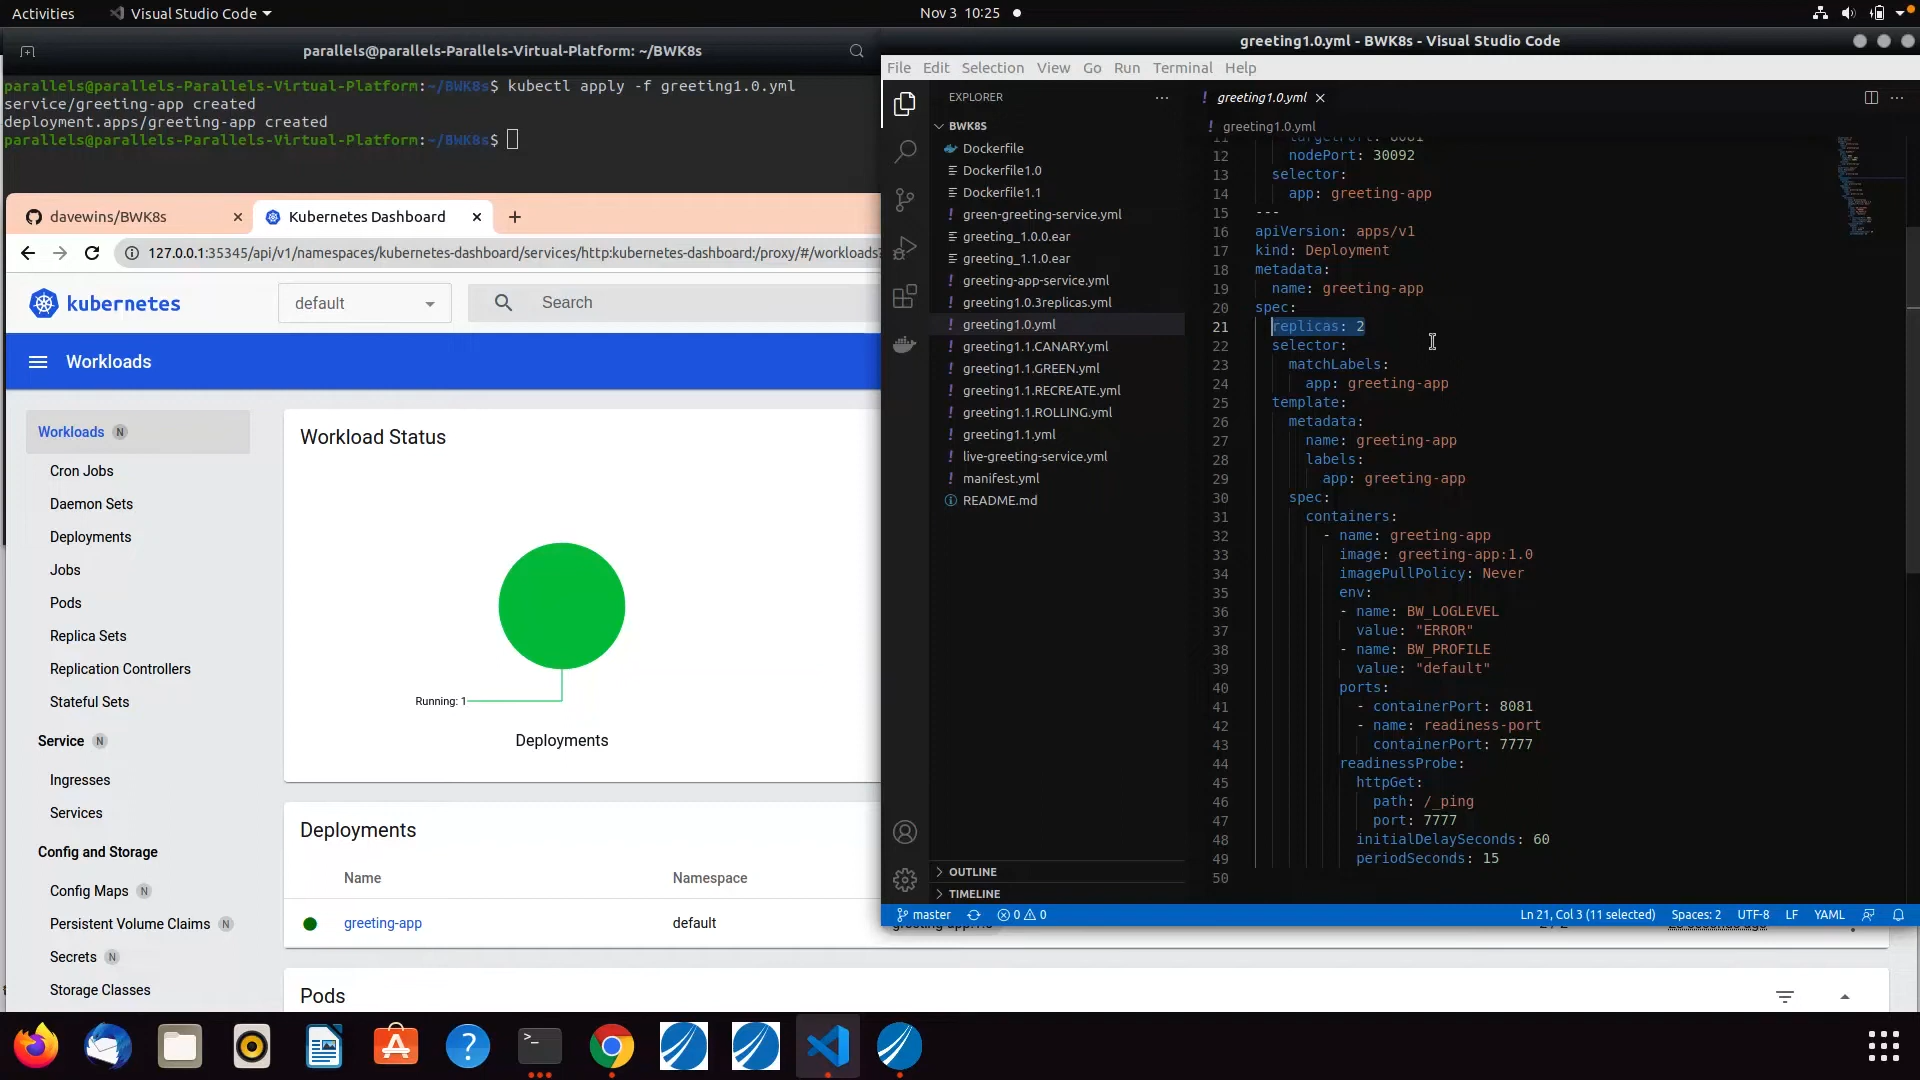 Activities
Visual Studio Code
Nov 3 10:25
parallels@parallels-Parallels-Virtual-Platform: ~/BWK8s
parallels@parallels-Parallels-Virtual-Platform:~/BWK8s$ kubectl apply -f greeting1.0.yml
service/greeting-app created
deployment.apps/greeting-app created
parallels@parallels-Parallels-Virtual-Platform:~/BWK8s$
davewins/BWK8s
Kubernetes Dashboard
127.0.0.1:35345/api/v1/namespaces/kubernetes-dashboard/services/http:kubernetes-dashboard:/proxy/#/workloads?
kubernetes
default
Search
Workloads
Workloads N
Cron Jobs
Daemon Sets
Deployments
Jobs
Pods
Replica Sets
Replication Controllers
Stateful Sets
Service N
Ingresses
Services
Config and Storage
Config Maps N
Persistent Volume Claims N
Secrets N
Storage Classes
Workload Status
Running: 1
Deployments
Deployments
Name
Namespace
greeting-app
default
Pods
greeting1.0.yml - BWK8s - Visual Studio Code
File Edit Selection View Go Run Terminal Help
EXPLORER
BWK8S
Dockerfile
Dockerfile1.0
Dockerfile1.1
green-greeting-service.yml
greeting_1.0.0.ear
greeting_1.1.0.ear
greeting-app-service.yml
greeting1.0.3replicas.yml
greeting1.0.yml
greeting1.1.CANARY.yml
greeting1.1.GREEN.yml
greeting1.1.RECREATE.yml
greeting1.1.ROLLING.yml
greeting1.1.yml
live-greeting-service.yml
manifest.yml
README.md
OUTLINE
TIMELINE
greeting1.0.yml
greeting1.0.yml
11 targetPort: 8081
12 nodePort: 30092
13 selector:
14 app: greeting-app
15 ---
16 apiVersion: apps/v1
17 kind: Deployment
18 metadata:
19 name: greeting-app
20 spec:
21 replicas: 2
22 selector:
23 matchLabels:
24 app: greeting-app
25 template:
26 metadata:
27 name: greeting-app
28 labels:
29 app: greeting-app
30 spec:
31 containers:
32 - name: greeting-app
33 image: greeting-app:1.0
34 imagePullPolicy: Never
35 env:
36 - name: BW_LOGLEVEL
37 value: "ERROR"
38 - name: BW_PROFILE
39 value: "default"
40 ports:
41 - containerPort: 8081
42 - name: readiness-port
43 containerPort: 7777
44 readinessProbe:
45 httpGet:
46 path: /_ping
47 port: 7777
48 initialDelaySeconds: 60
49 periodSeconds: 15
50
master
0 0
Ln 21, Col 3 (11 selected)
Spaces: 2
UTF-8
LF
YAML